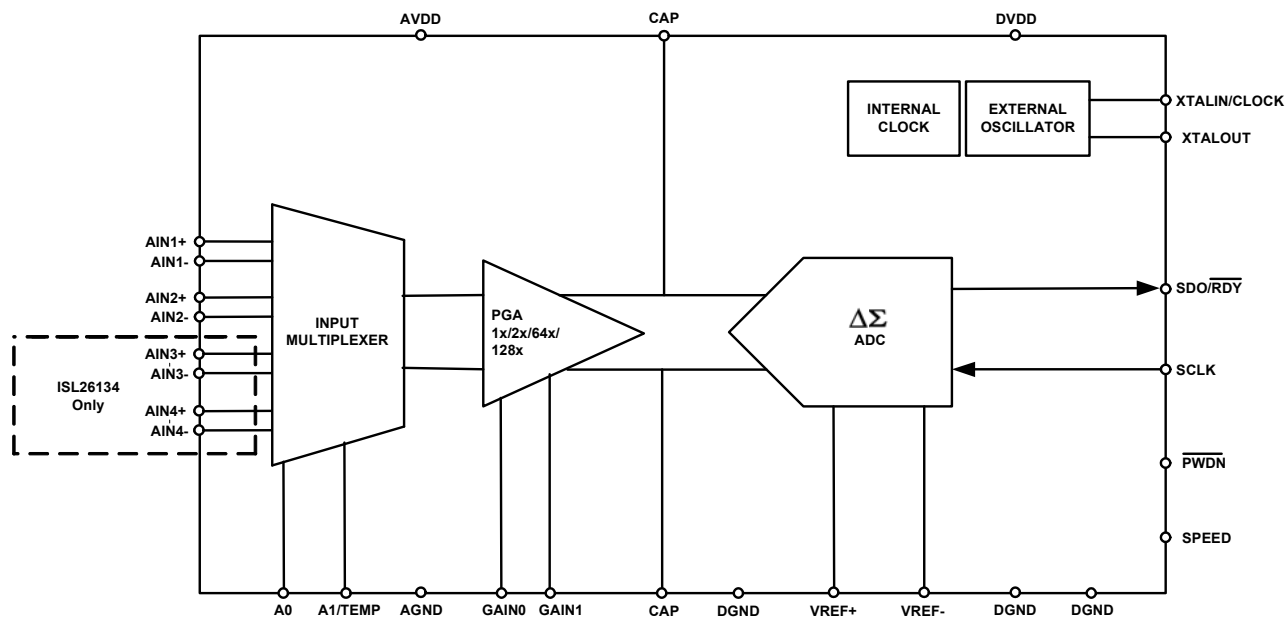 AVDD
CAP
DVDD
INTERNAL
CLOCK
EXTERNAL
OSCILLATOR
XTALIN/CLOCK
XTALOUT
AIN1+
AIN1-
AIN2+
AIN2-
AIN3+
AIN3-
AIN4+
AIN4-
ISL26134
Only
INPUT
MULTIPLEXER
PGA
1x/2x/64x/
128x
ΔΣ
ADC
SDO/RDY
SCLK
PWDN
SPEED
A0
A1/TEMP
AGND
GAIN0
GAIN1
CAP
DGND
VREF+
VREF-
DGND
DGND